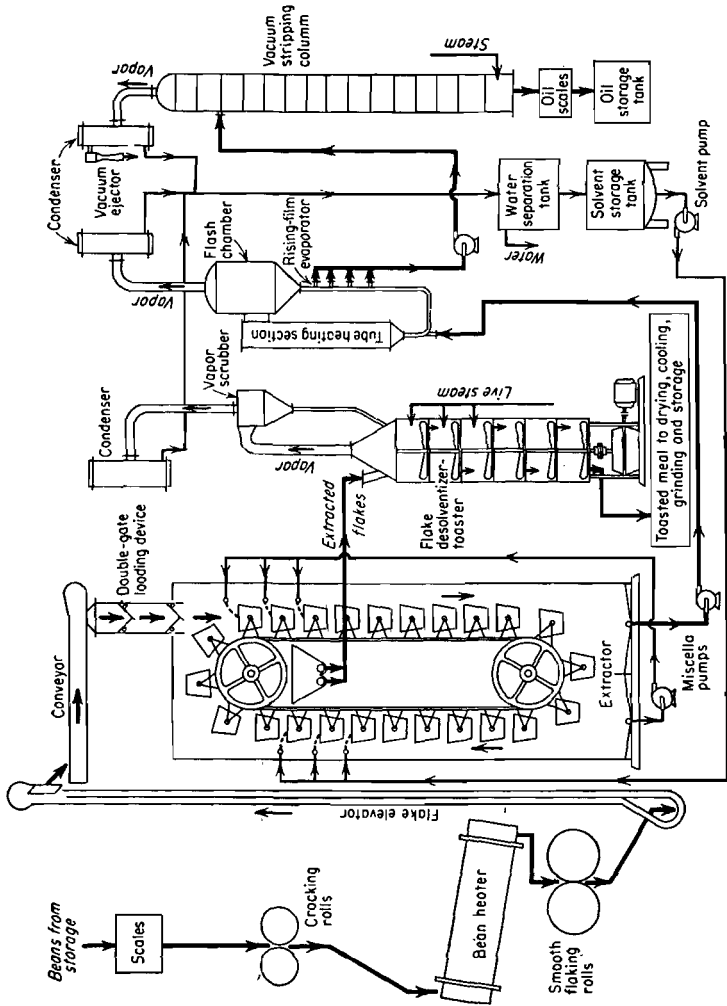 Beans from
storage
Scales
Cracking
rolls
Bean heater
Smooth
flaking
rolls
Flake elevator
Conveyor
Double-gate
loading device
Extractor
Miscella
pumps
Extracted
flakes
Condenser
Vapor
scrubber
Vapor
Flake
desolventizer-
toaster
Live steam
Toasted meal to drying, cooling,
grinding and storage
Condenser
Vacuum
ejector
Vapor
Flash
chamber
Rising-film
evaporator
Tube heating section
Vapor
Vacuum
stripping
column
Steam
Oil
scales
Oil
storage
tank
Water
separation
tank
Water
Solvent
storage
tank
Solvent pump